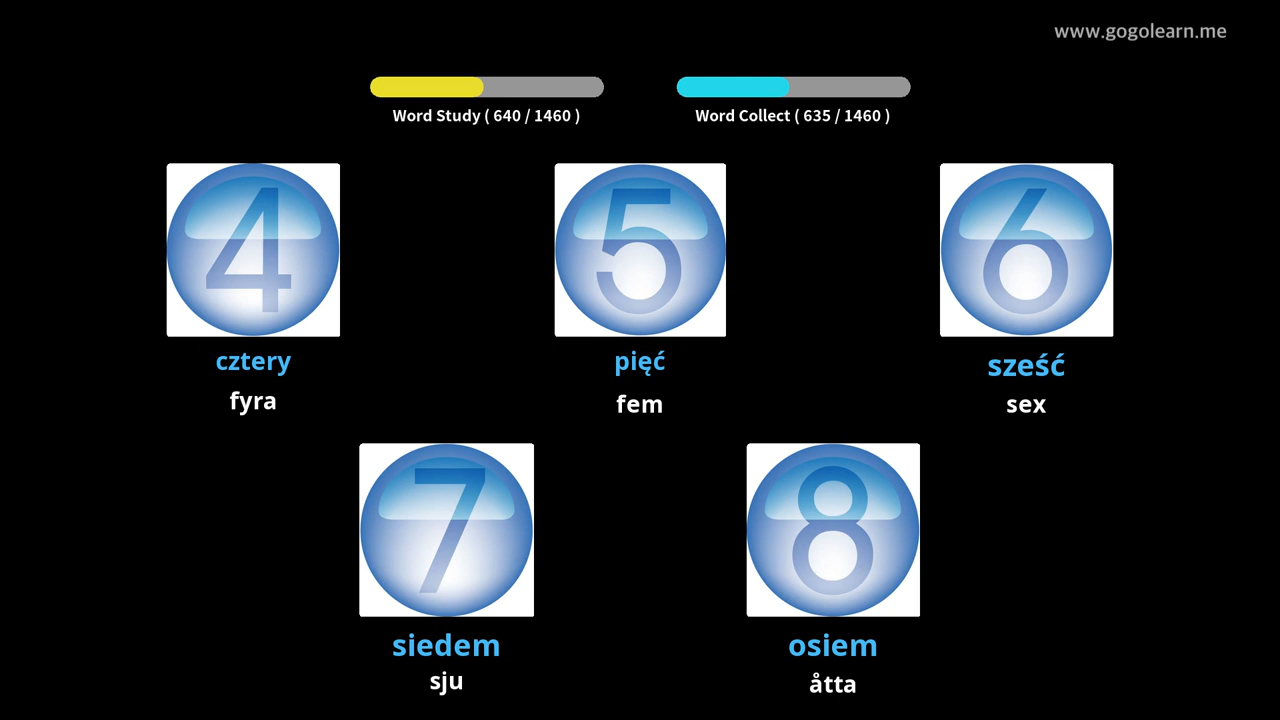 www.gogolearn.me
Word Study ( 640 / 1460 )
Word Collect ( 635 / 1460 )
4
5
6
cztery
pięć
sześć
fyra
fem
sex
7
8
siedem
osiem
sju
åtta